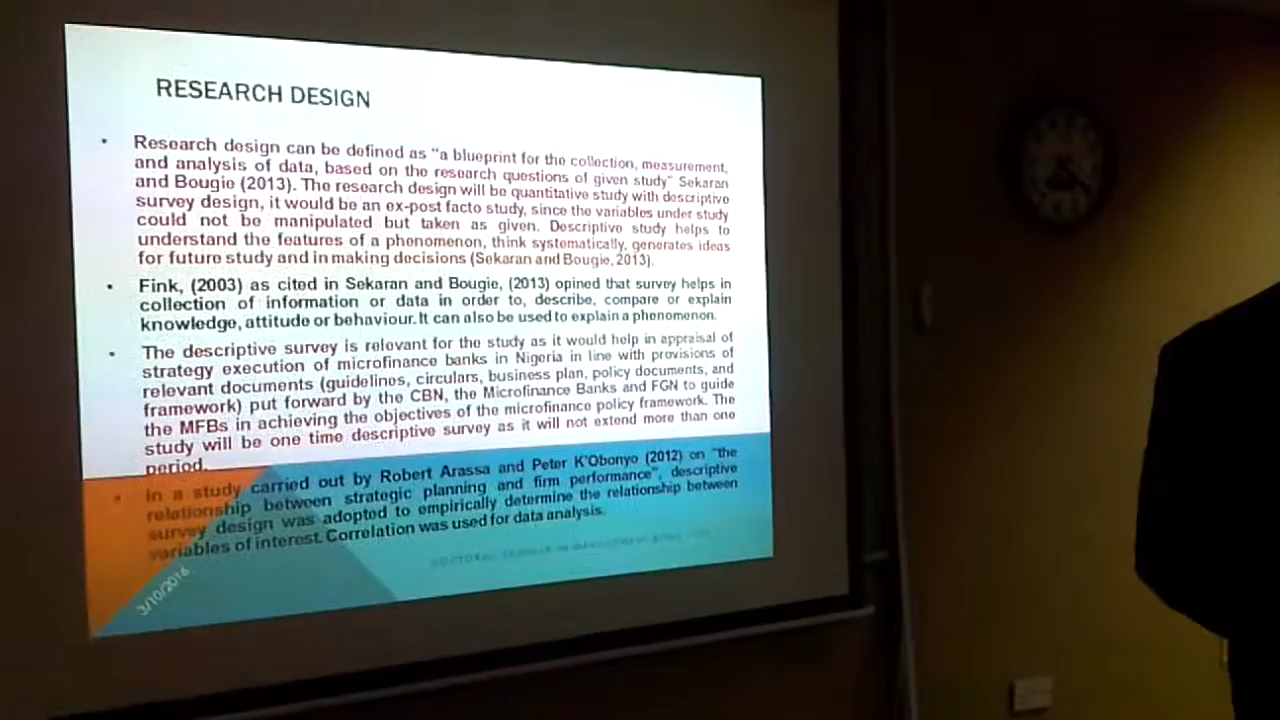 RESEARCH DESIGN
• Research design can be defined as "a blueprint for the collection, measurement,
and analysis of data, based on the research questions of given study" Sekaran
and Bougie (2013). The research design will be quantitative study with descriptive
survey design, it would be an ex-post facto study, since the variables under study
could not be manipulated but taken as given. Descriptive study helps to
understand the features of a phenomenon, think systematically, generates ideas
for future study and in making decisions (Sekaran and Bougie, 2013).
• Fink, (2003) as cited in Sekaran and Bougie, (2013) opined that survey helps in
collection of information or data in order to, describe, compare or explain
knowledge, attitude or behaviour. It can also be used to explain a phenomenon.
• The descriptive survey is relevant for the study as it would help in appraisal of
strategy execution of microfinance banks in Nigeria in line with provisions of
relevant documents (guidelines, circulars, business plan, policy documents, and
framework) put forward by the CBN, the Microfinance Banks and FGN to guide
the MFBs in achieving the objectives of the microfinance policy framework. The
study will be one time descriptive survey as it will not extend more than one
period.
• In a study carried out by Robert Arassa and Peter K'Obonyo (2012) on "the
relationship between strategic planning and firm performance", descriptive
survey design was adopted to empirically determine the relationship between
variables of interest. Correlation was used for data analysis.
3/10/2016